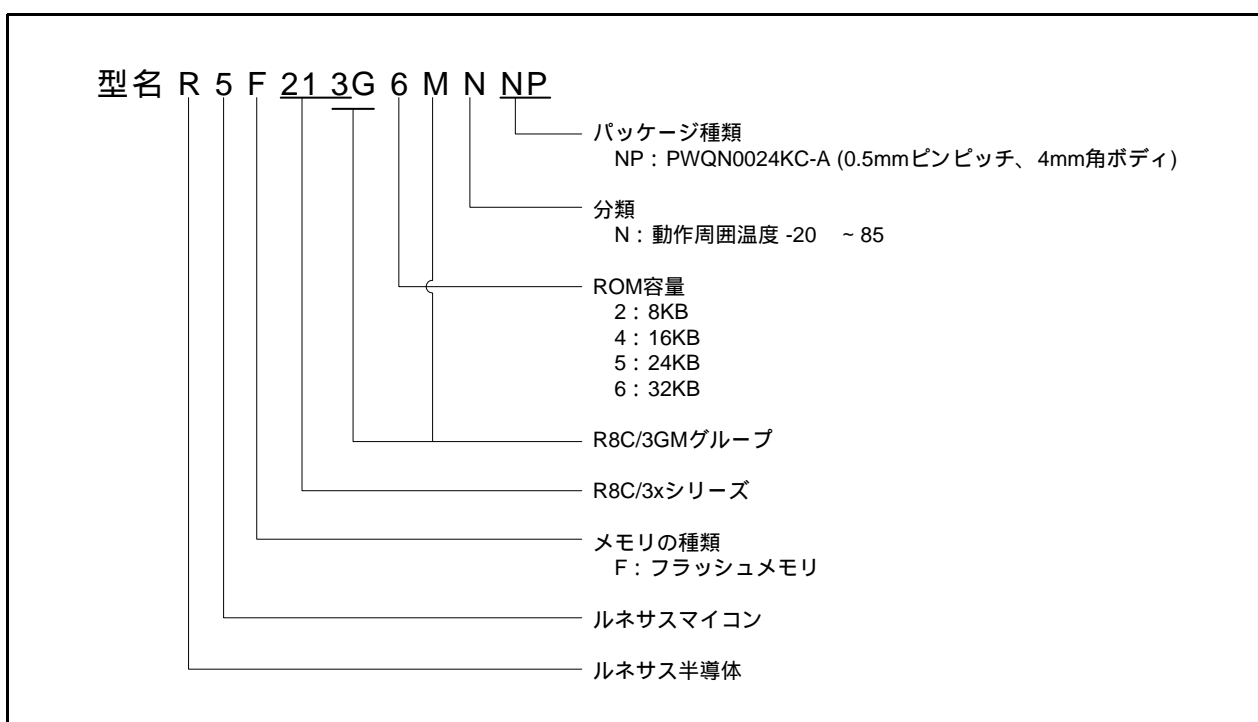 型名 R 5 F 21 3G 6 M N NP
パッケージ種類
NP : PWQN0024KC-A (0.5mmピンピッチ、4mm角ボディ)
分類
N : 動作周囲温度 -20 ~ 85
ROM容量
2 : 8KB
4 : 16KB
5 : 24KB
6 : 32KB
R8C/3GMグループ
R8C/3xシリーズ
メモリの種類
F : フラッシュメモリ
ルネサスマイコン
ルネサス半導体